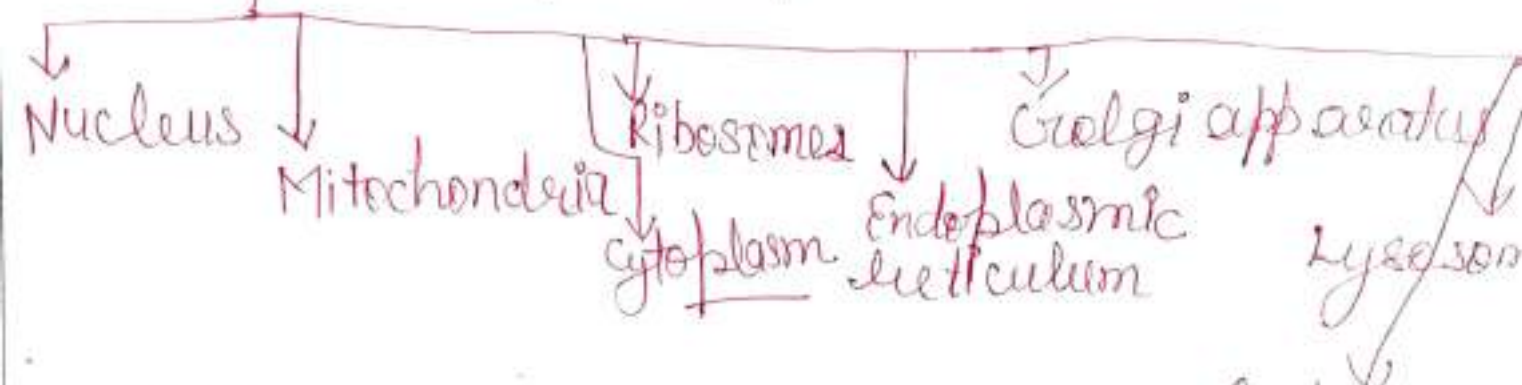 Nucleus
Mitochondria
Ribosomes
Cytoplasm
Endoplasmic
reticulum
Golgi apparatus
Lysosom